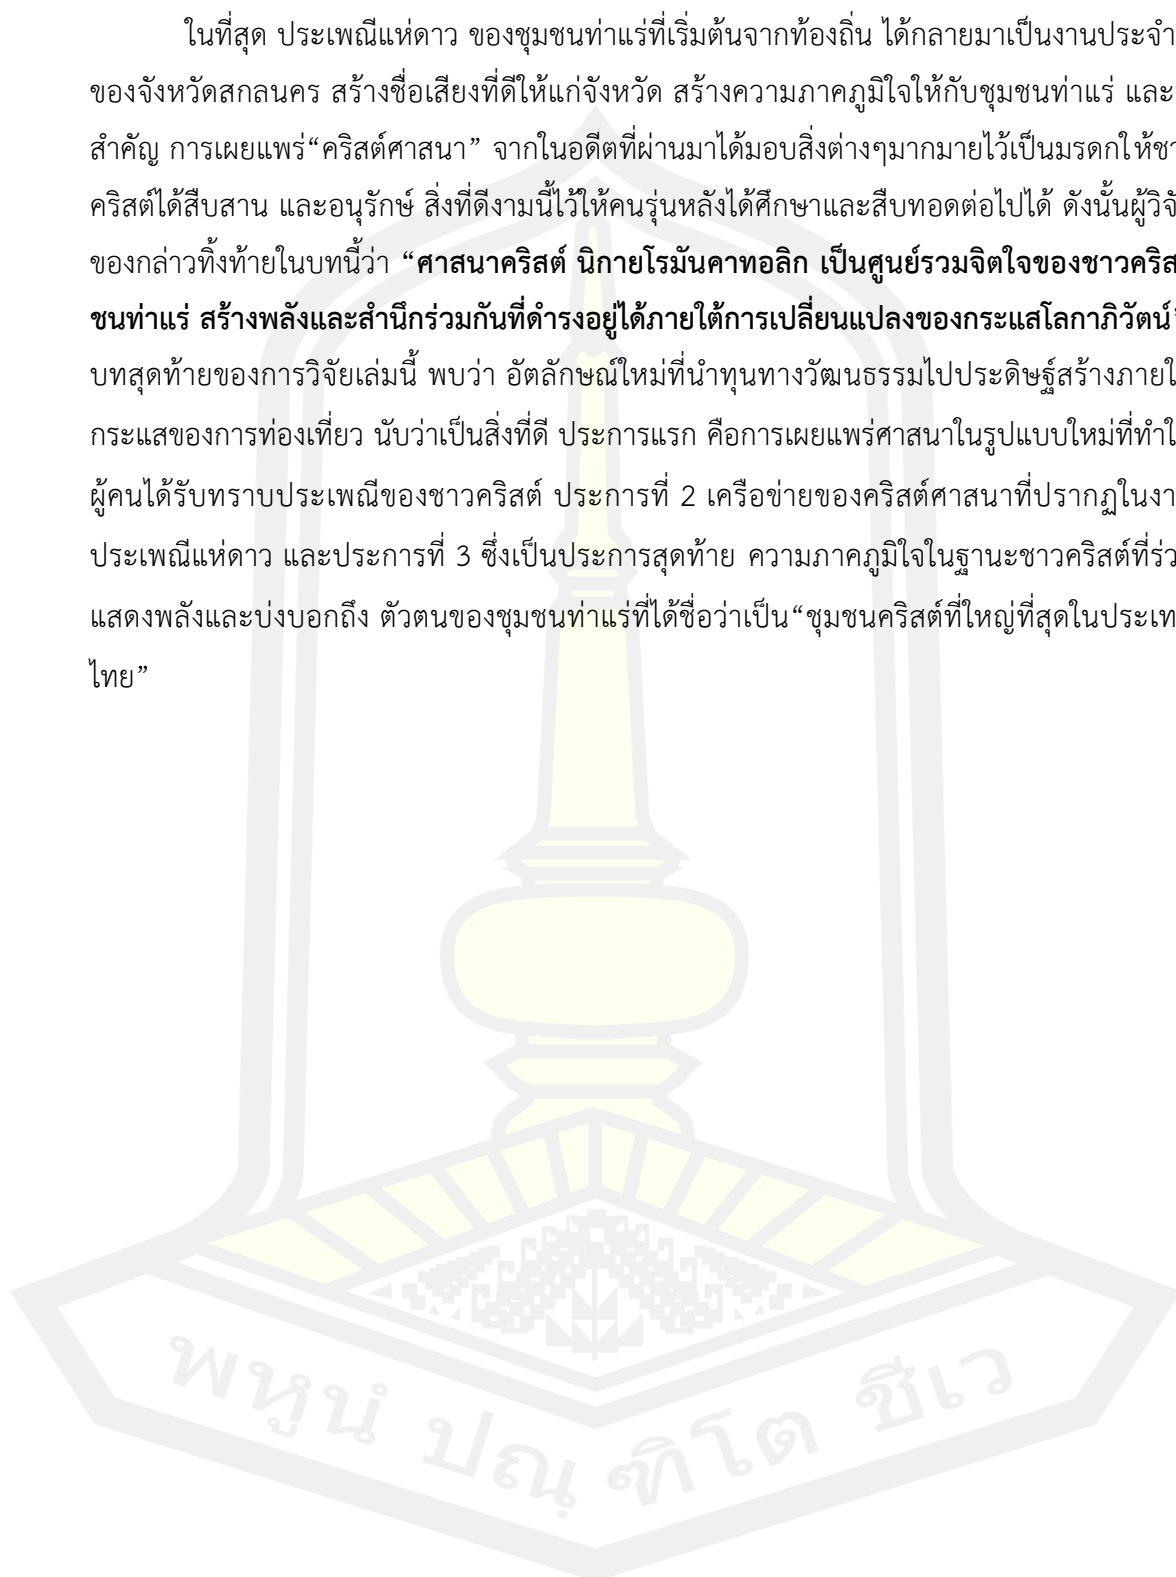 ในที่สุด ประเพณีแห่ดาว ของชุมชนท่าแร่ที่เริ่มต้นจากท้องถิ่น ได้กลายมาเป็นงานประจำ
ของจังหวัดสกลนคร สร้างชื่อเสียงที่ดีให้แก่จังหวัด สร้างความภาคภูมิใจให้กับชุมชนท่าแร่ และ
สำคัญ การเผยแพร่“คริสต์ศาสนา” จากในอดีตที่ผ่านมาได้มอบสิ่งต่างๆมากมายไว้เป็นมรดกให้ชา
คริสต์ได้สืบสาน และอนุรักษ์ สิ่งที่ดีงามนี้ไว้ให้คนรุ่นหลังได้ศึกษาและสืบทอดต่อไปได้ ดังนั้นผู้วิจั
ของกล่าวทิ้งท้ายในบทนี้ว่า “ศาสนาคริสต์ นิกายโรมันคาทอลิก เป็นศูนย์รวมจิตใจของชาวคริส
ชนท่าแร่ สร้างพลังและสำนึกร่วมกันที่ดำรงอยู่ได้ภายใต้การเปลี่ยนแปลงของกระแสโลกาภิวัตน์”
บทสุดท้ายของการวิจัยเล่มนี้ พบว่า อัตลักษณ์ใหม่ที่นำทุนทางวัฒนธรรมไปประดิษฐ์สร้างภายใ
กระแสของการท่องเที่ยว นับว่าเป็นสิ่งที่ดี ประการแรก คือการเผยแพร่ศาสนาในรูปแบบใหม่ที่ทำใ
ผู้คนได้รับทราบประเพณีของชาวคริสต์ ประการที่ 2 เครือข่ายของคริสต์ศาสนาที่ปรากฏในงา
ประเพณีแห่ดาว และประการที่ 3 ซึ่งเป็นประการสุดท้าย ความภาคภูมิใจในฐานะชาวคริสต์ที่ร่ว
แสดงพลังและบ่งบอกถึง ตัวตนของชุมชนท่าแร่ที่ได้ชื่อว่าเป็น“ชุมชนคริสต์ที่ใหญ่ที่สุดในประเท
ไทย”
พหูนํ ปณฺฑิโต ชีเว